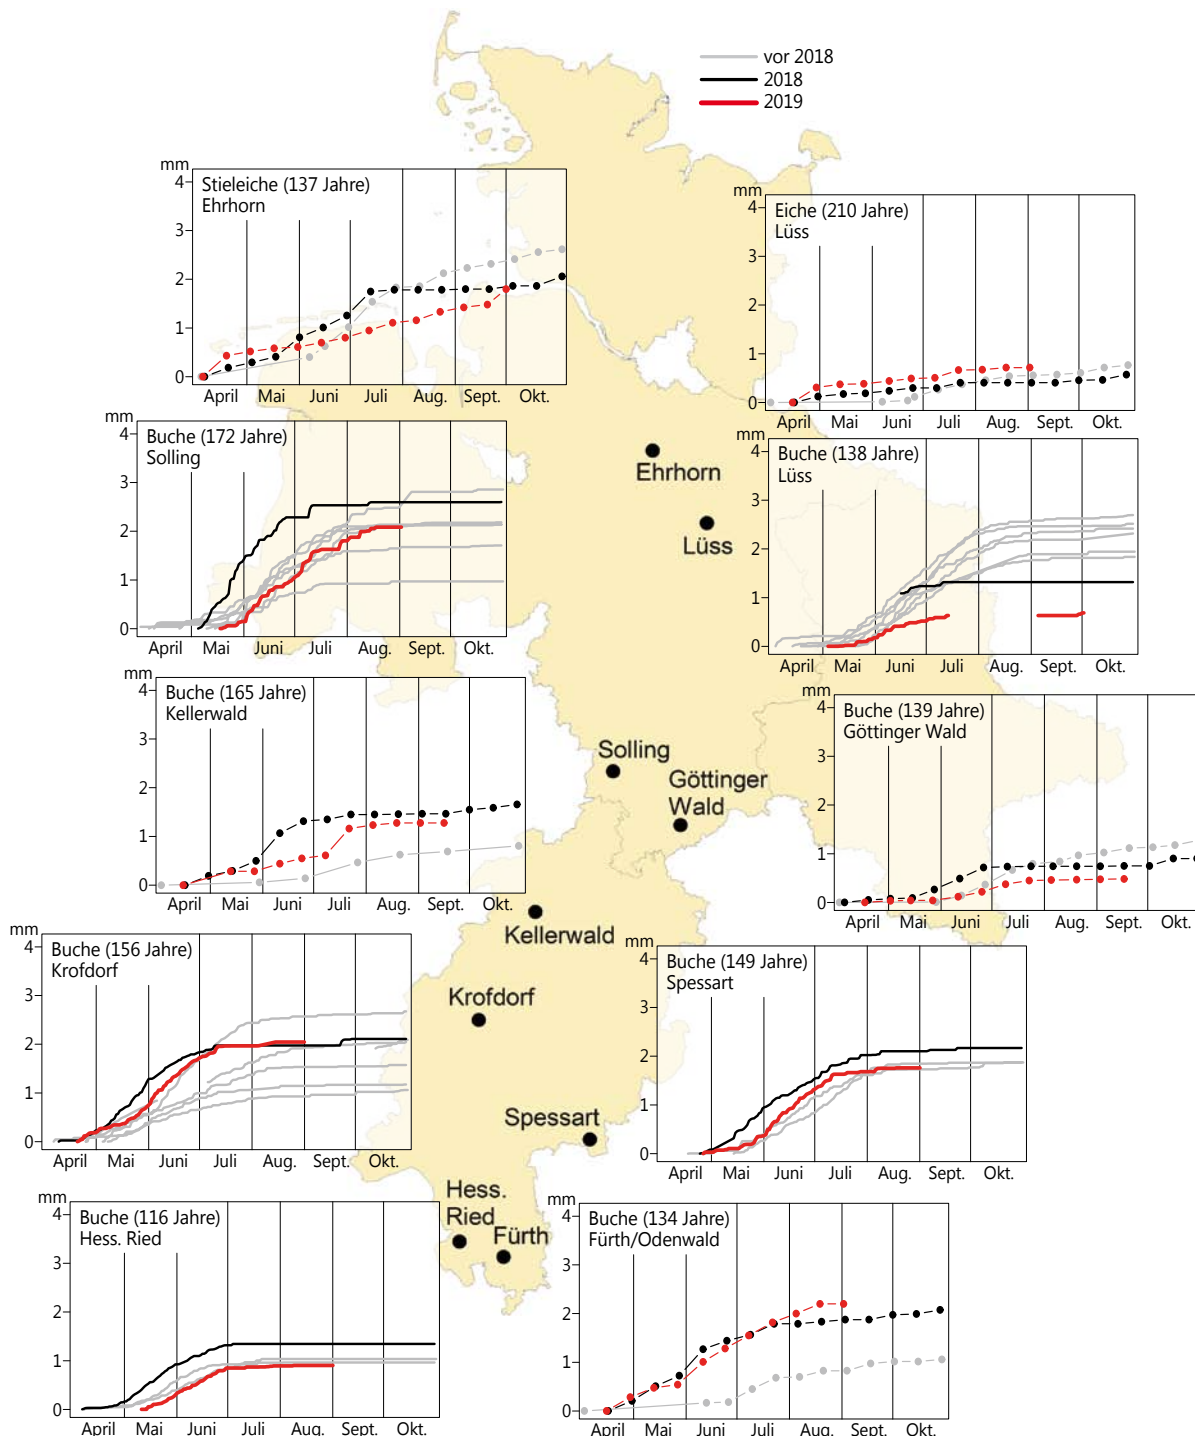 vor 2018
2018
2019
mm
Stieleiche (137 Jahre)
Ehrhorn
4
3
2
1
0
April Mai Juni Juli Aug. Sept. Okt.
mm
Eiche (210 Jahre)
Lüss
4
3
2
1
0
April Mai Juni Juli Aug. Sept. Okt.
mm
Buche (172 Jahre)
Solling
4
3
2
1
0
April Mai Juni Juli Aug. Sept. Okt.
mm
Buche (138 Jahre)
Lüss
4
3
2
1
0
April Mai Juni Juli Aug. Sept. Okt.
Ehrhorn
Lüss
mm
Buche (165 Jahre)
Kellerwald
4
3
2
1
0
April Mai Juni Juli Aug. Sept. Okt.
mm
Buche (139 Jahre)
Göttinger Wald
4
3
2
1
0
April Mai Juni Juli Aug. Sept. Okt.
Solling
Göttinger
Wald
Kellerwald
mm
Buche (156 Jahre)
Krofdorf
4
3
2
1
0
April Mai Juni Juli Aug. Sept. Okt.
Krofdorf
mm
Buche (149 Jahre)
Spessart
4
3
2
1
0
April Mai Juni Juli Aug. Sept. Okt.
Spessart
Hess.
Ried
Fürth
mm
Buche (116 Jahre)
Hess. Ried
4
3
2
1
0
April Mai Juni Juli Aug. Sept. Okt.
mm
Buche (134 Jahre)
Fürth/Odenwald
4
3
2
1
0
April Mai Juni Juli Aug. Sept. Okt.